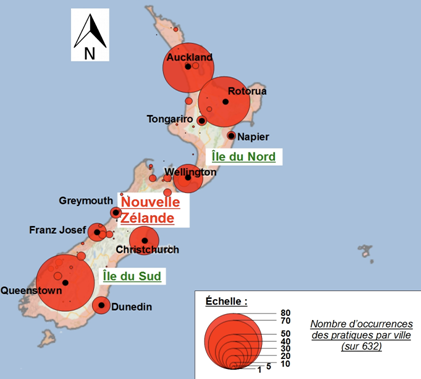 N
Auckland
Rotorua
Tongariro
Napier
Île du Nord
Wellington
Greymouth
Nouvelle
Zélande
Franz Josef
Christchurch
Île du Sud
Queenstown
Dunedin
Échelle :
80
70
50
40
30
20
10
5
1
Nombre d'occurrences
des pratiques par ville
(sur 632)